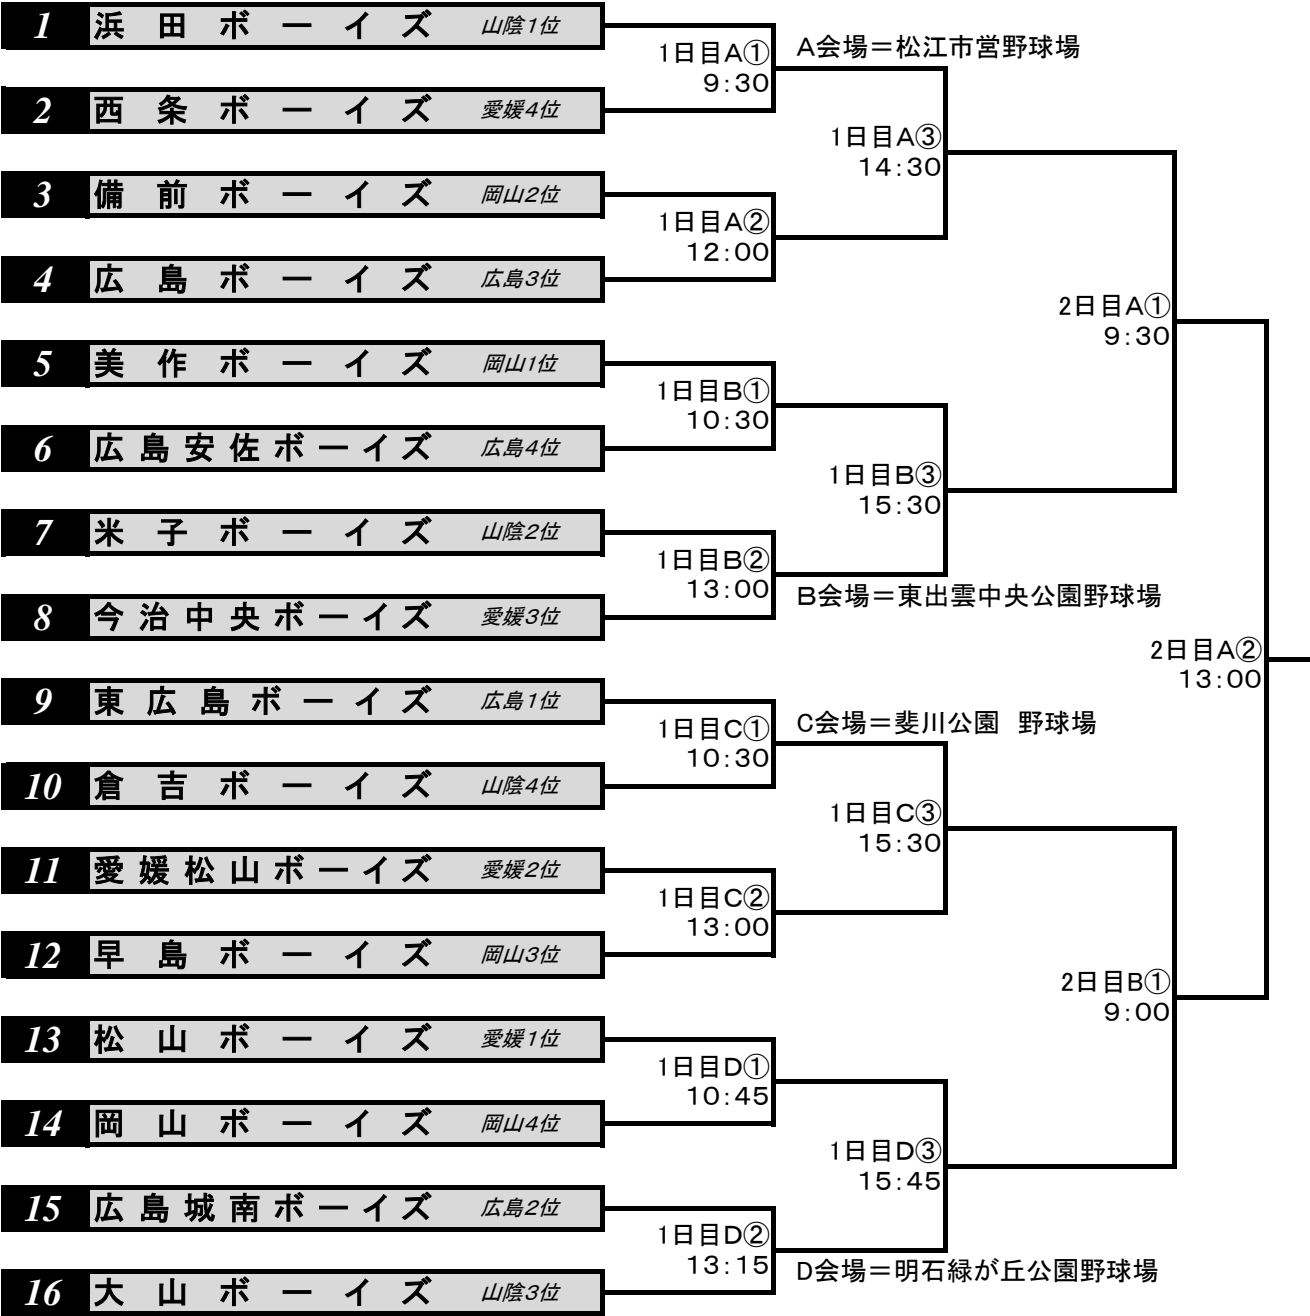 1 浜田ボーイズ 山陰1位
1日目A①
9:30
A会場＝松江市営野球場
2 西条ボーイズ 愛媛4位
1日目A③
14:30
3 備前ボーイズ 岡山2位
1日目A②
12:00
4 広島ボーイズ 広島3位
2日目A①
9:30
5 美作ボーイズ 岡山1位
1日目B①
10:30
6 広島安佐ボーイズ 広島4位
1日目B③
15:30
7 米子ボーイズ 山陰2位
1日目B②
13:00
B会場＝東出雲中央公園野球場
8 今治中央ボーイズ 愛媛3位
2日目A②
13:00
9 東広島ボーイズ 広島1位
1日目C①
10:30
C会場＝斐川公園　野球場
10 倉吉ボーイズ 山陰4位
1日目C③
15:30
11 愛媛松山ボーイズ 愛媛2位
1日目C②
13:00
12 早島ボーイズ 岡山3位
2日目B①
9:00
13 松山ボーイズ 愛媛1位
1日目D①
10:45
14 岡山ボーイズ 岡山4位
1日目D③
15:45
15 広島城南ボーイズ 広島2位
1日目D②
13:15
D会場＝明石緑が丘公園野球場
16 大山ボーイズ 山陰3位